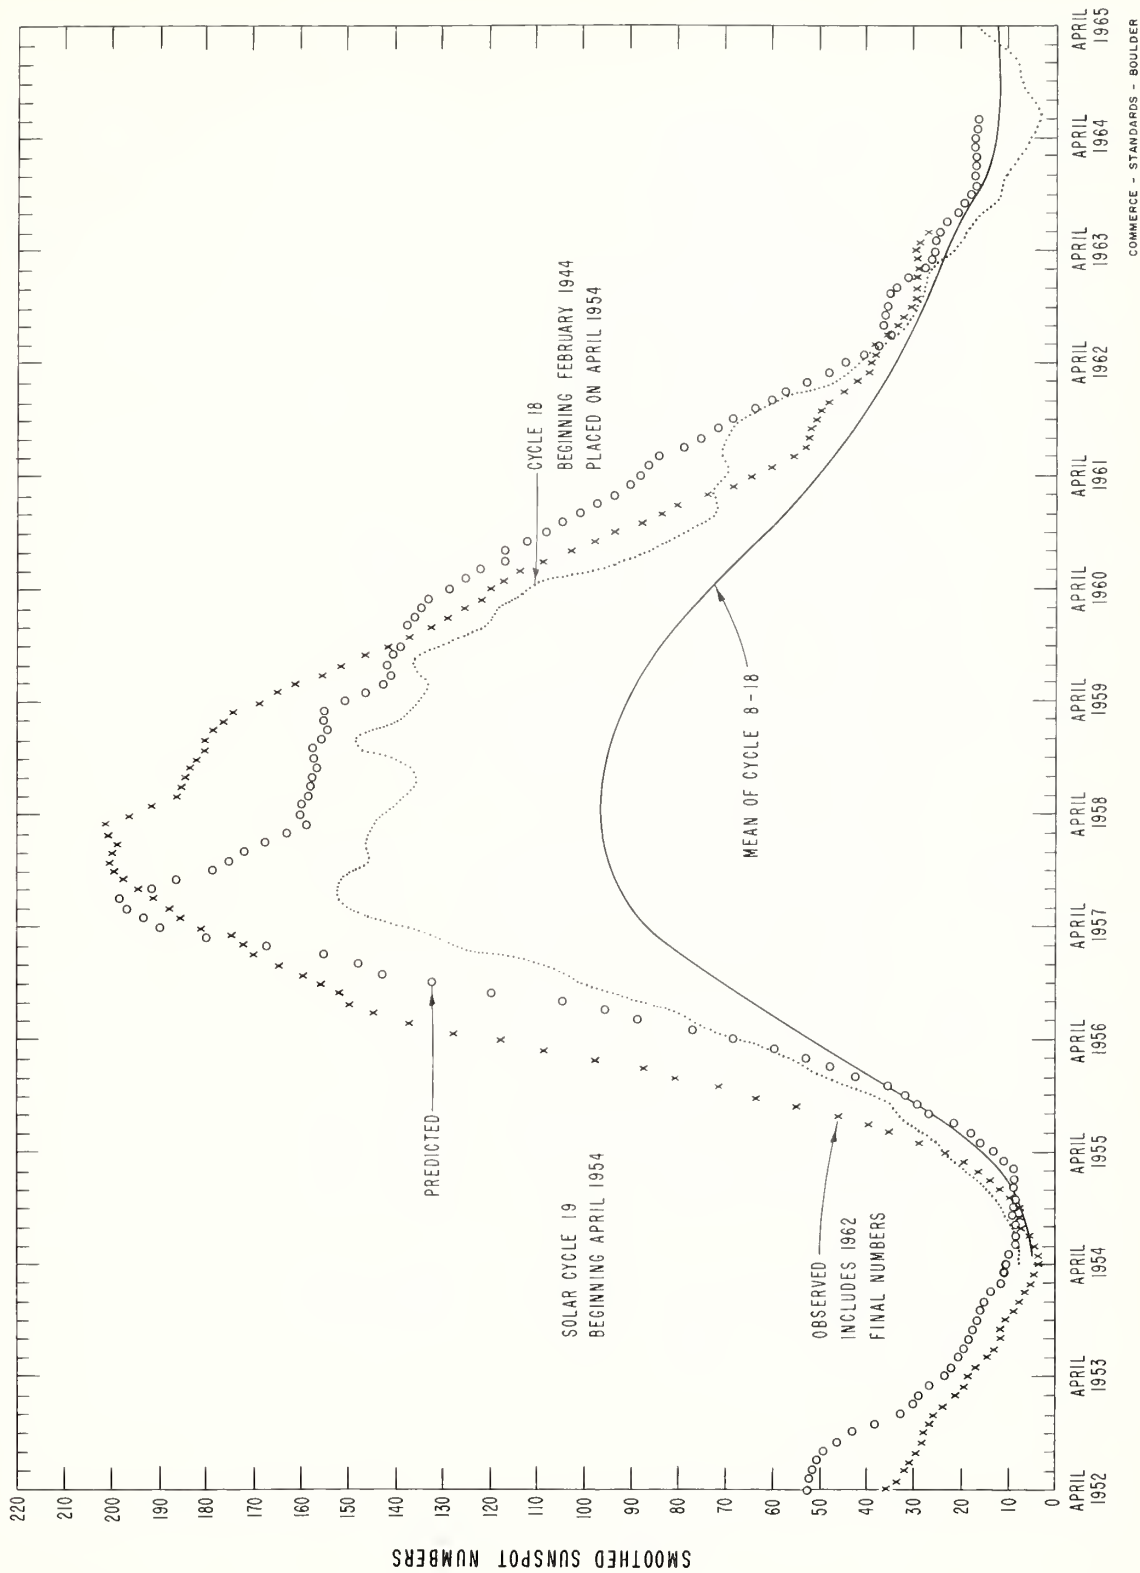 SMOOTHED SUNSPOT NUMBERS
220
210
200
190
180
170
160
150
140
130
120
110
100
90
80
70
60
50
40
30
20
10
0
PREDICTED
SOLAR CYCLE 19
BEGINNING APRIL 1954
OBSERVED
INCLUDES 1962
FINAL NUMBERS
CYCLE 18
BEGINNING FEBRUARY 1944
PLACED ON APRIL 1954
MEAN OF CYCLE 8-18
APRIL
1952
APRIL
1953
APRIL
1954
APRIL
1955
APRIL
1956
APRIL
1957
APRIL
1958
APRIL
1959
APRIL
1960
APRIL
1961
APRIL
1962
APRIL
1963
APRIL
1964
APRIL
1965
COMMERCE - STANDARDS - BOULDER